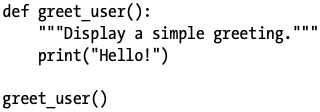 def greet_user():
    """Display a simple greeting."""
    print("Hello!")

greet_user()